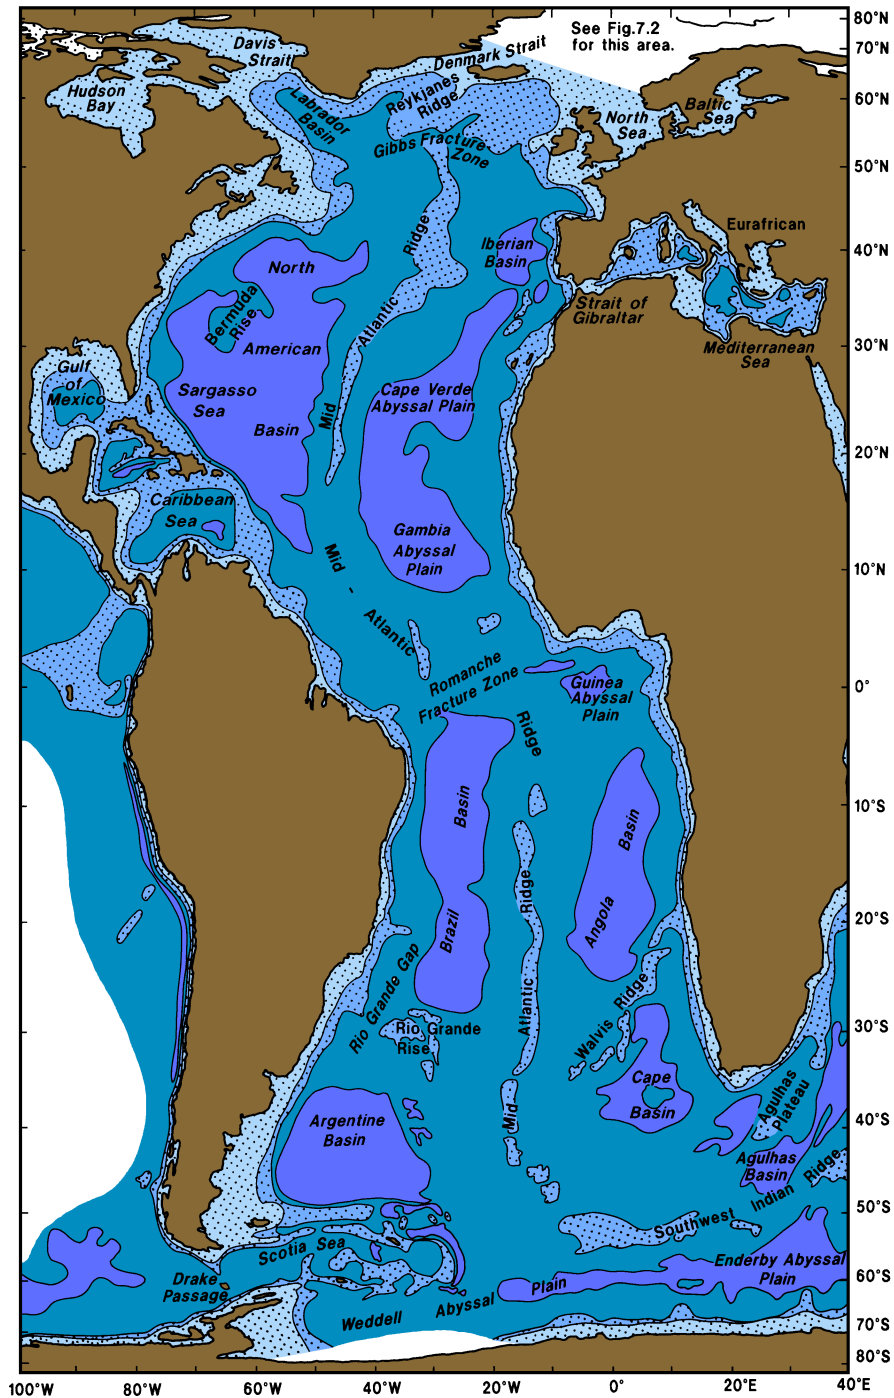 See Fig.7.2
for this area.
80°N
70°N
60°N
50°N
40°N
30°N
20°N
10°N
0°
10°S
20°S
30°S
40°S
50°S
60°S
70°S
80°S
Davis
Strait
Denmark Strait
Hudson
Bay
Labrador
Basin
Reykjanes
Ridge
North
Sea
Baltic
Sea
Gibbs Fracture
Zone
Ridge
Atlantic
Mid
Iberian
Basin
Eurafrican
Strait of
Gibraltar
Mediterranean
Sea
North
American
Basin
Bermuda
Rise
Sargasso
Sea
Gulf
of
Mexico
Cape Verde
Abyssal Plain
Caribbean
Sea
Gambia
Abyssal
Plain
Mid
-
Atlantic
Ridge
Romanche
Fracture Zone
Guinea
Abyssal
Plain
Basin
Brazil
Basin
Angola
Ridge
Atlantic
Mid
Rio Grande Gap
Rio Grande
Rise
Walvis Ridge
Cape
Basin
Argentine
Basin
Agulhas
Plateau
Agulhas
Basin
Southwest Indian Ridge
Scotia Sea
Drake
Passage
Enderby Abyssal
Plain
Weddell Abyssal Plain
100°W
80°W
60°W
40°W
20°W
0°
20°E
40°E